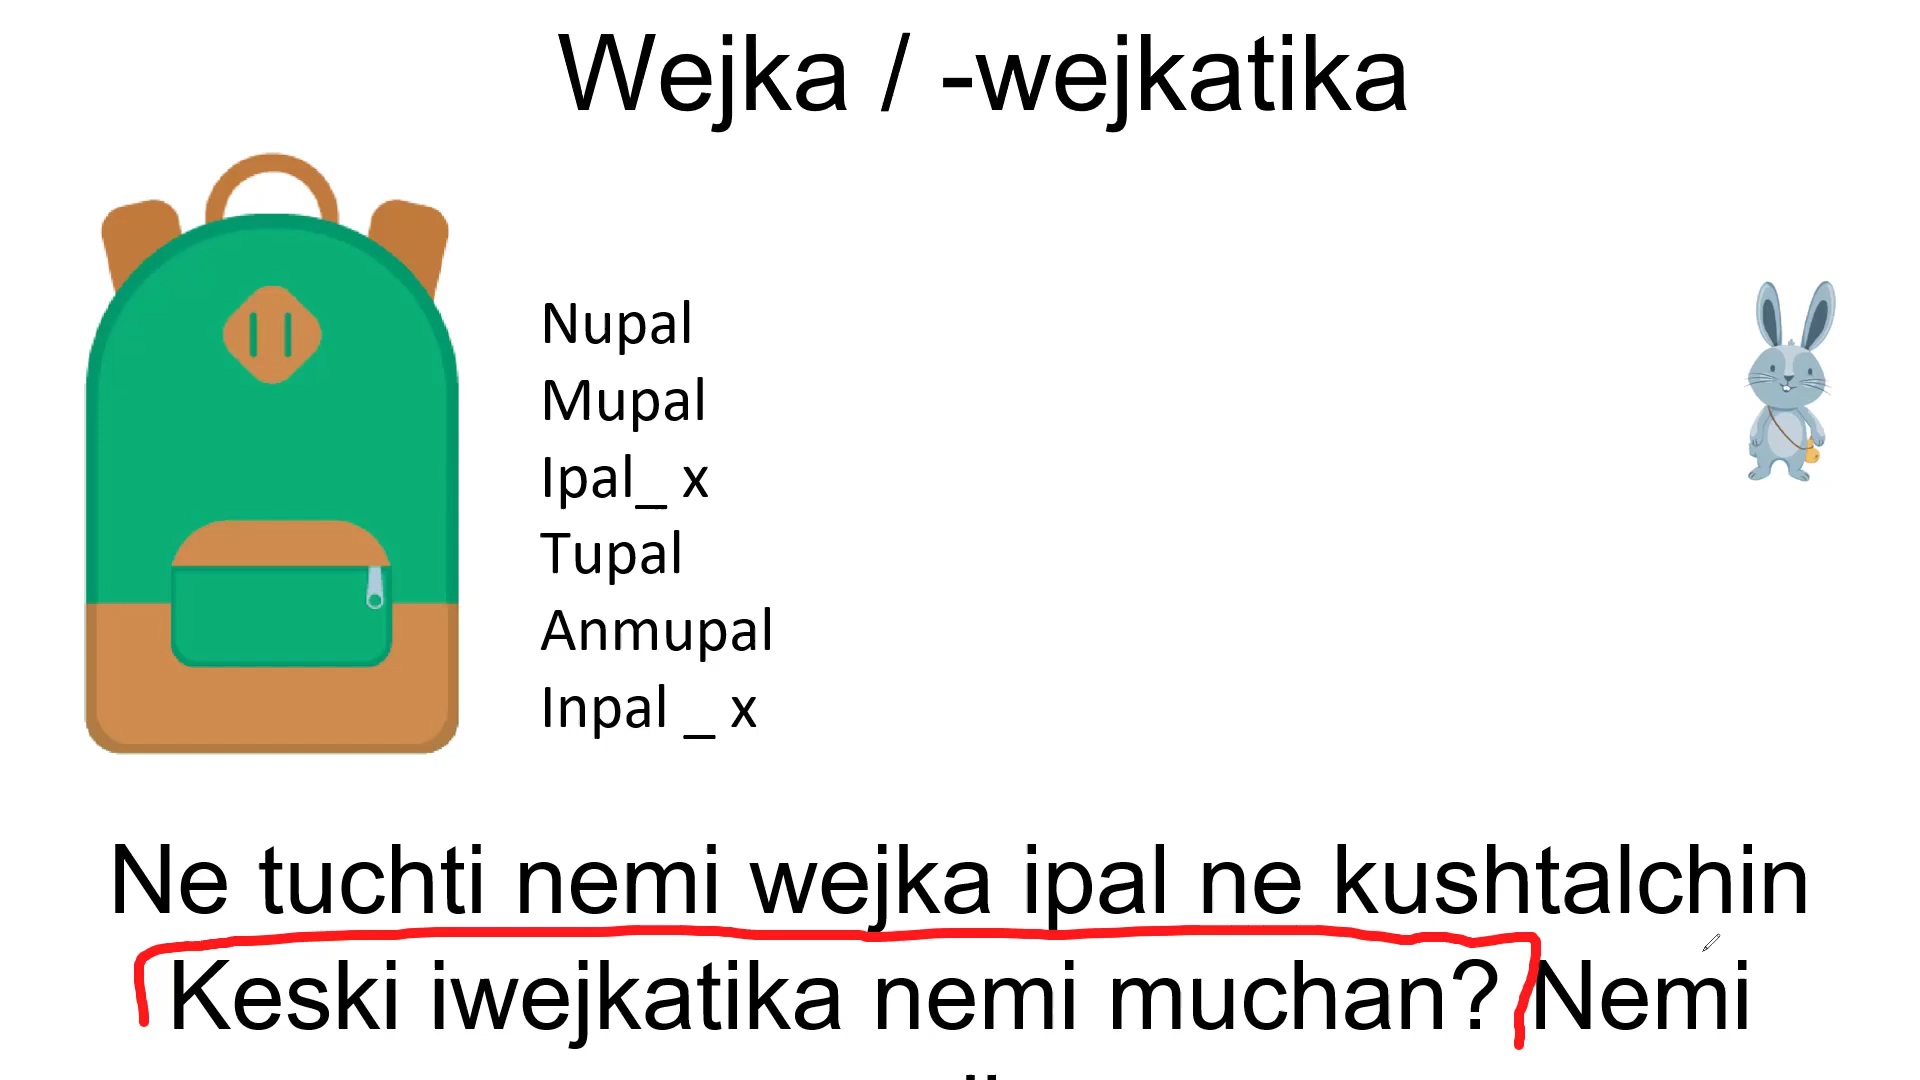 Wejka / -wejkatika
Nupal
Mupal
Ipal_ x
Tupal
Anmupal
Inpal _ x
Ne tuchti nemi wejka ipal ne kushtalchin
Keski iwejkatika nemi muchan? Nemi